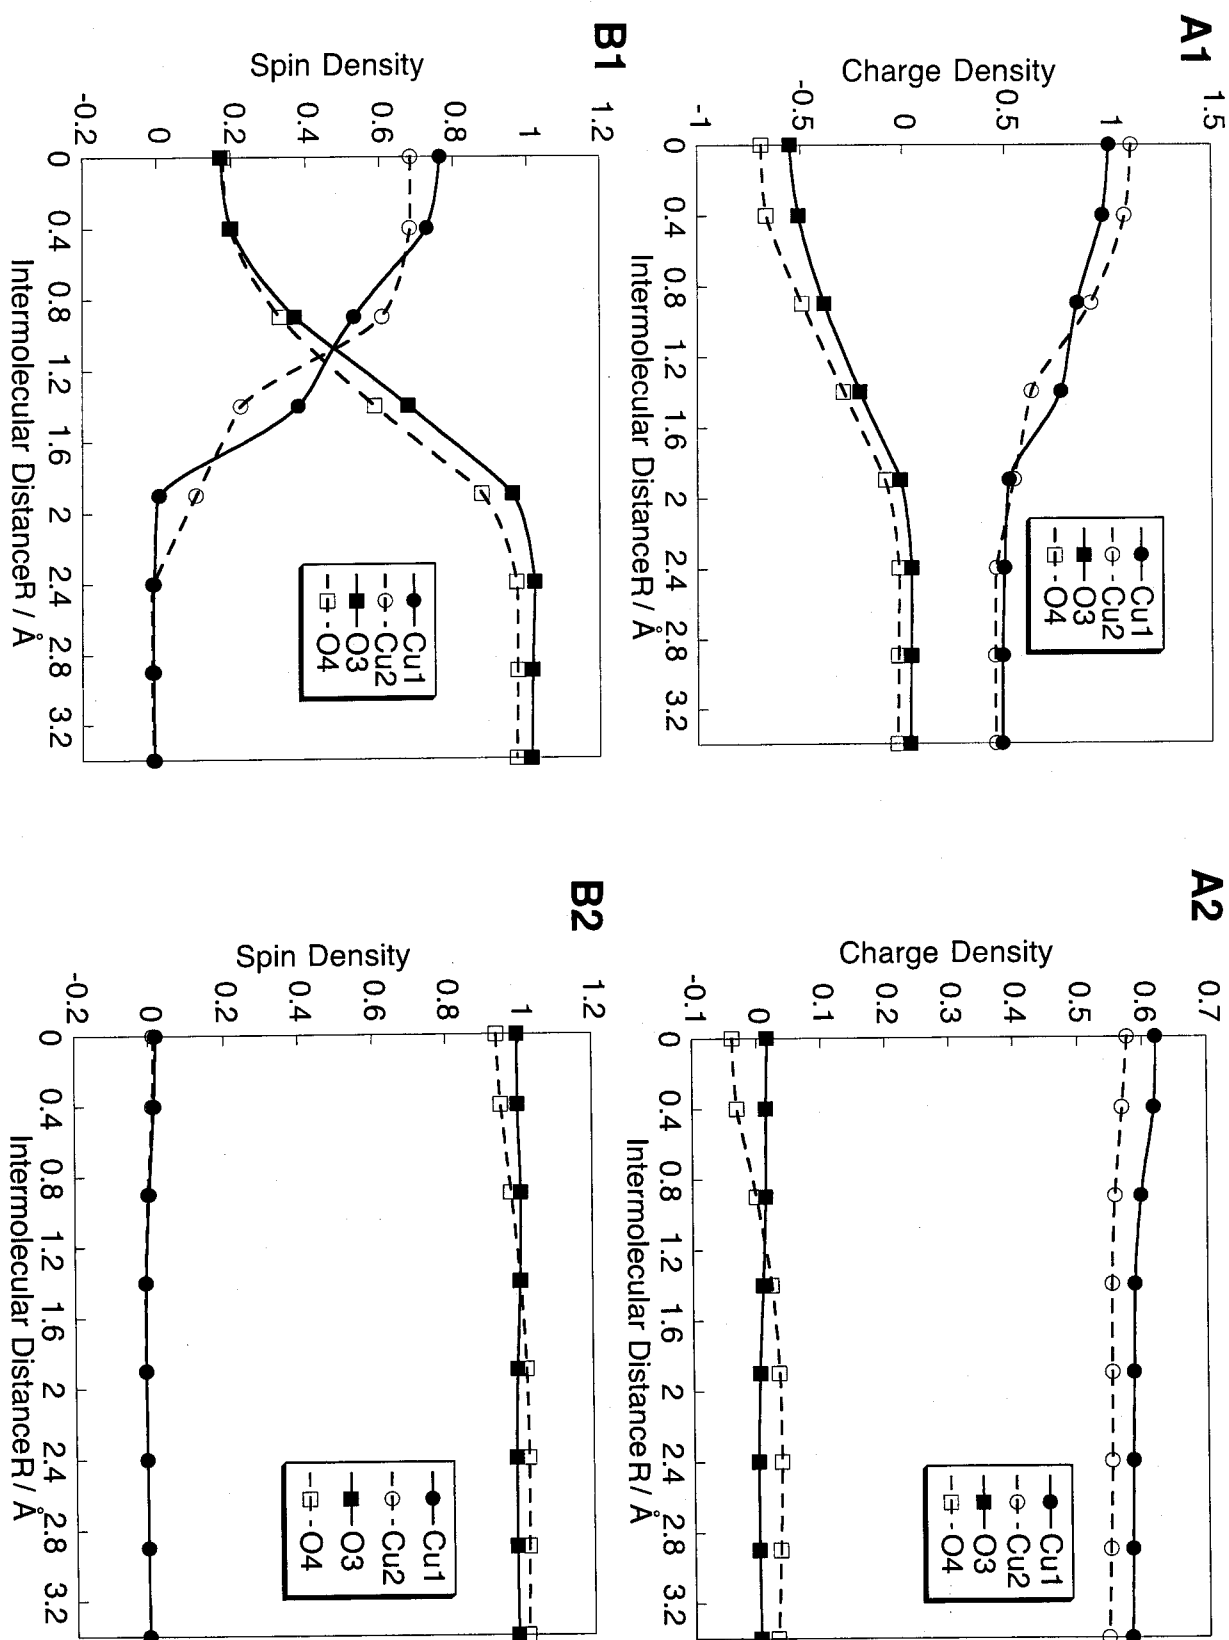 A1
Charge Density
1.5
1
0.5
0
-0.5
-1
0 0.4 0.8 1.2 1.6 2 2.4 2.8 3.2
Intermolecular DistanceR / Å
Cu1
Cu2
O3
O4
B1
Spin Density
1.2
1
0.8
0.6
0.4
0.2
0
-0.2
0 0.4 0.8 1.2 1.6 2 2.4 2.8 3.2
Intermolecular DistanceR / Å
Cu1
Cu2
O3
O4
A2
Charge Density
0.7
0.6
0.5
0.4
0.3
0.2
0.1
0
-0.1
0 0.4 0.8 1.2 1.6 2 2.4 2.8 3.2
Intermolecular DistanceR / Å
Cu1
Cu2
O3
O4
B2
Spin Density
1.2
1
0.8
0.6
0.4
0.2
0
-0.2
0 0.4 0.8 1.2 1.6 2 2.4 2.8 3.2
Intermolecular DistanceR / Å
Cu1
Cu2
O3
O4